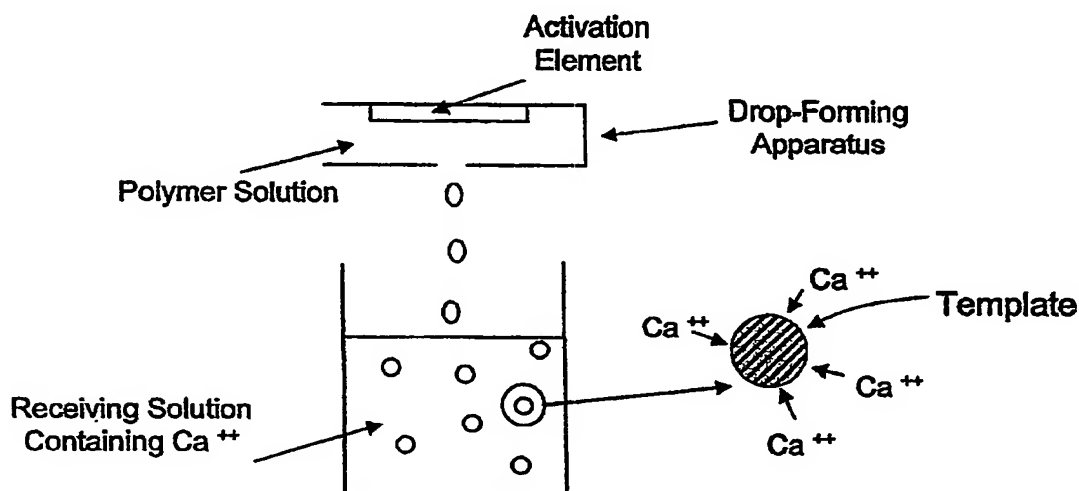 Activation
Element
Drop-Forming
Apparatus
Polymer Solution
Ca ++
Ca ++
Template
Ca ++
Ca ++
Receiving Solution
Containing Ca ++